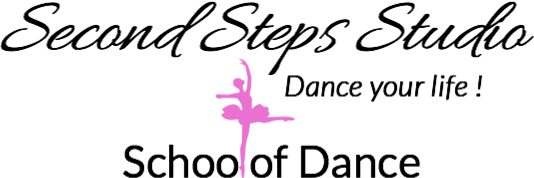 Second Steps Studio
Dance your life !
School of Dance